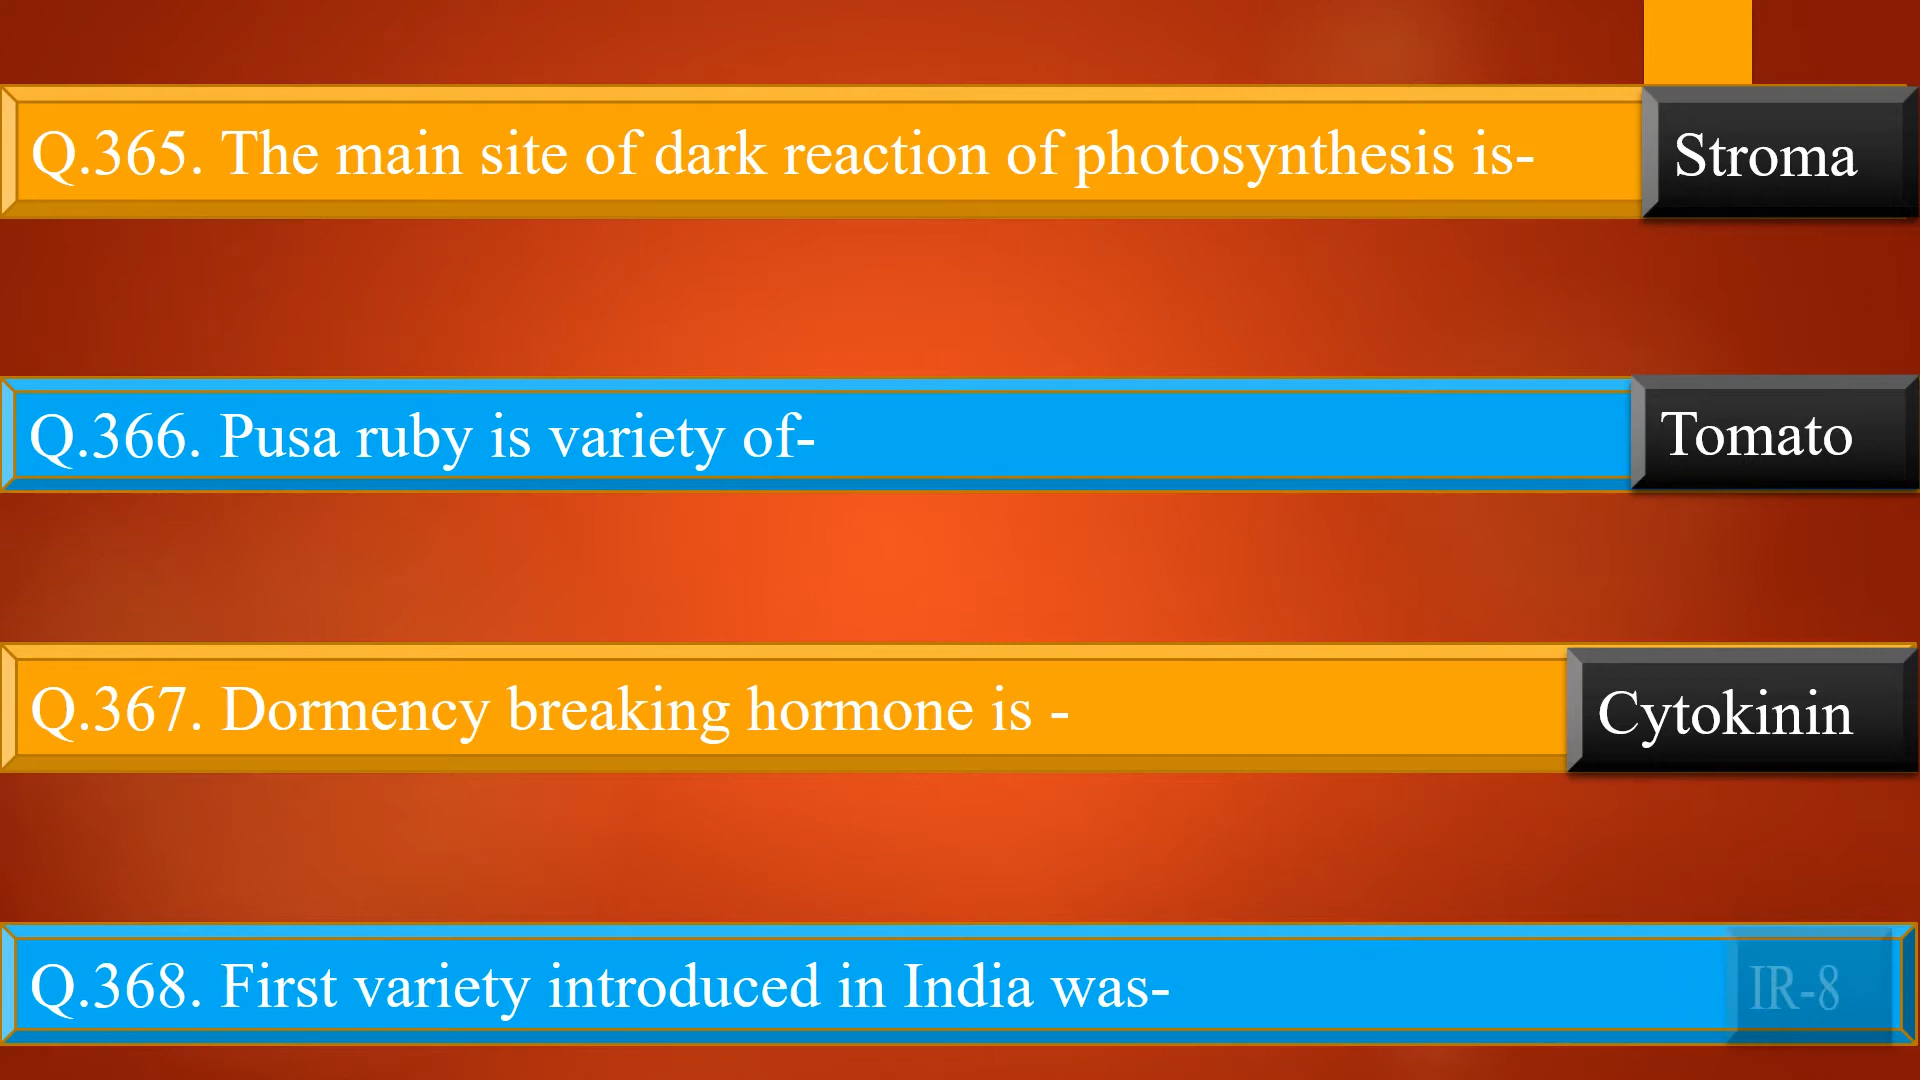 Q.365. The main site of dark reaction of photosynthesis is- Stroma
Q.366. Pusa ruby is variety of- Tomato
Q.367. Dormency breaking hormone is - Cytokinin
Q.368. First variety introduced in India was- IR-8